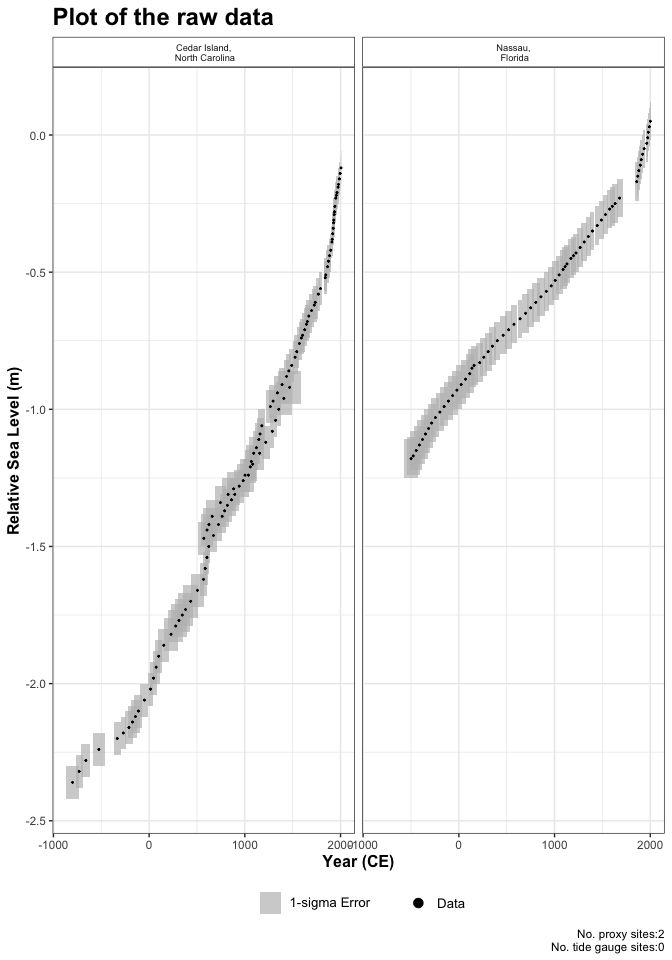 Plot of the raw data
Cedar Island,
North Carolina
Nassau,
Florida
Relative Sea Level (m)
0.0
-0.5
-1.0
-1.5
-2.0
-2.5
-1000 0 1000 2000
-1000 0 1000 2000
Year (CE)
1-sigma Error
Data
No. proxy sites:2
No. tide gauge sites:0